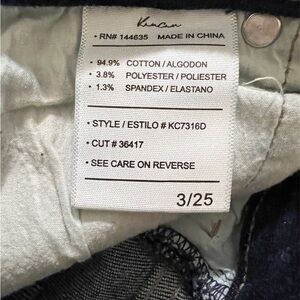 KanCan
• RN# 144635 MADE IN CHINA
• 94.9% COTTON / ALGODON
• 3.8% POLYESTER / POLIESTER
• 1.3% SPANDEX / ELASTANO
• STYLE / ESTILO # KC7316D
• CUT # 36417
• SEE CARE ON REVERSE
3/25